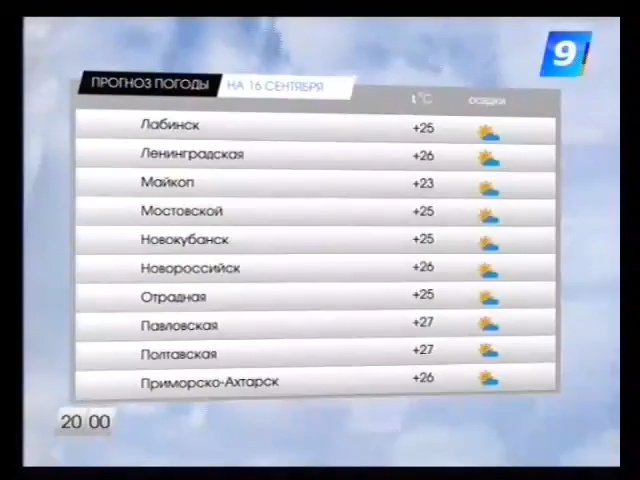 9
ПРОГНОЗ ПОГОДЫ НА 16 СЕНТЯБРЯ
t °C осадки
Лабинск +25
Ленинградская +26
Майкоп +23
Мостовской +25
Новокубанск +25
Новороссийск +26
Отрадная +25
Павловская +27
Полтавская +27
Приморско-Ахтарск +26
20 00